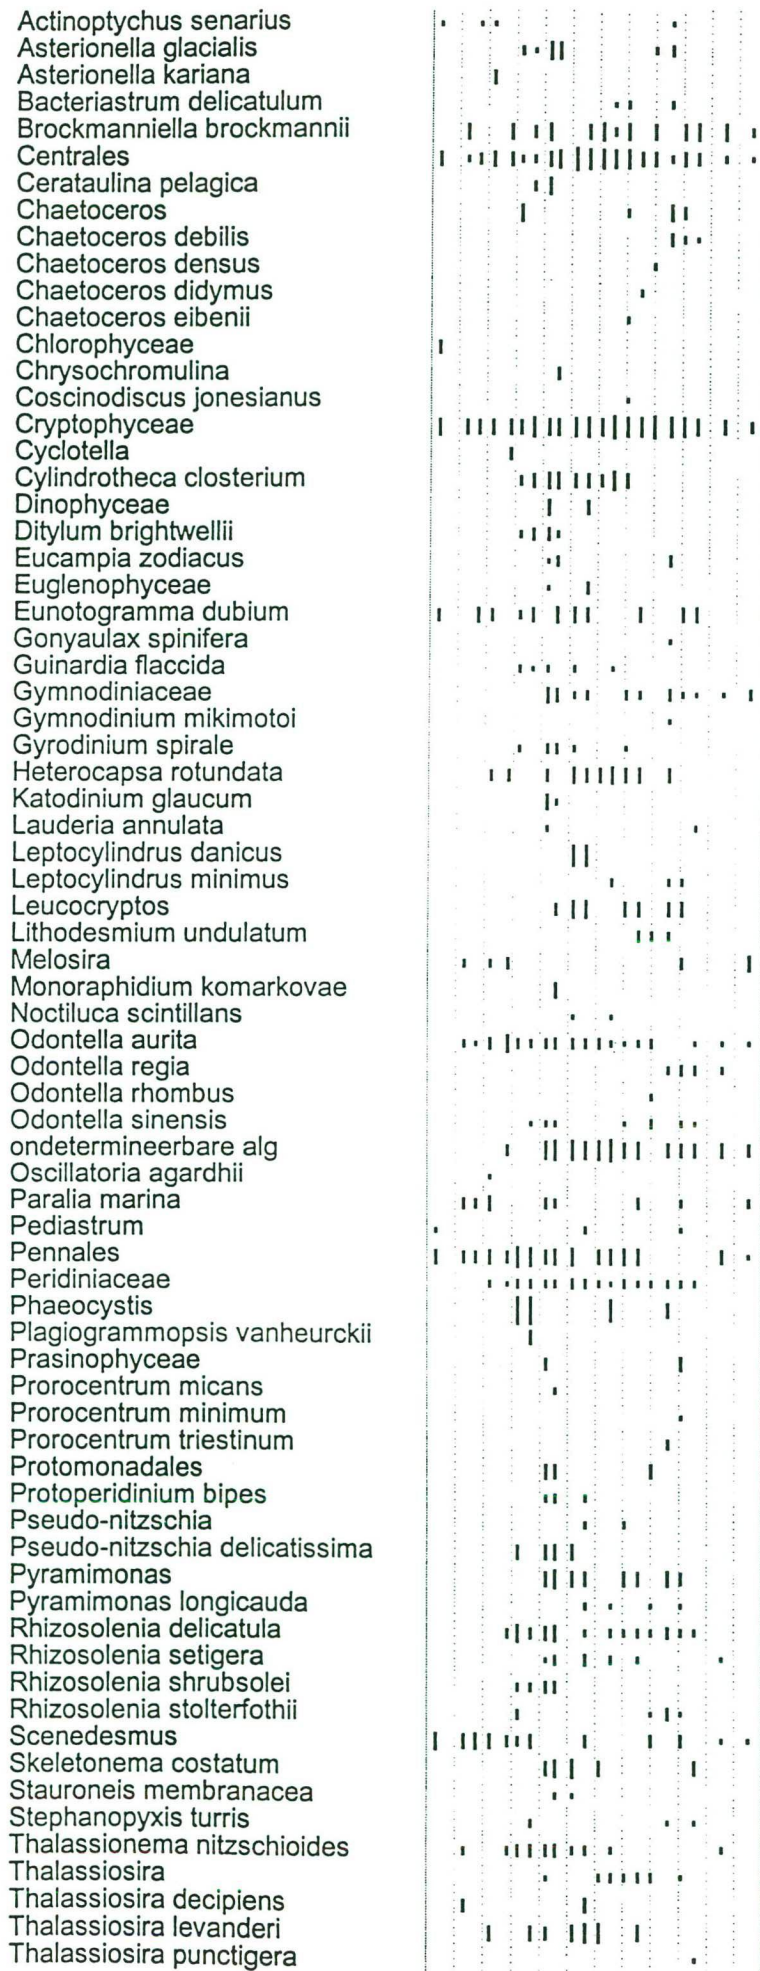 Actinoptychus senarius
Asterionella glacialis
Asterionella kariana
Bacteriastrum delicatulum
Brockmanniella brockmannii
Centrales
Cerataulina pelagica
Chaetoceros
Chaetoceros debilis
Chaetoceros densus
Chaetoceros didymus
Chaetoceros eibenii
Chlorophyceae
Chrysochromulina
Coscinodiscus jonesianus
Cryptophyceae
Cyclotella
Cylindrotheca closterium
Dinophyceae
Ditylum brightwellii
Eucampia zodiacus
Euglenophyceae
Eunotogramma dubium
Gonyaulax spinifera
Guinardia flaccida
Gymnodiniaceae
Gymnodinium mikimotoi
Gyrodinium spirale
Heterocapsa rotundata
Katodinium glaucum
Lauderia annulata
Leptocylindrus danicus
Leptocylindrus minimus
Leucocryptos
Lithodesmium undulatum
Melosira
Monoraphidium komarkovae
Noctiluca scintillans
Odontella aurita
Odontella regia
Odontella rhombus
Odontella sinensis
ondetermineerbare alg
Oscillatoria agardhii
Paralia marina
Pediastrum
Pennales
Peridiniaceae
Phaeocystis
Plagiogrammopsis vanheurckii
Prasinophyceae
Prorocentrum micans
Prorocentrum minimum
Prorocentrum triestinum
Protomonadales
Protoperidinium bipes
Pseudo-nitzschia
Pseudo-nitzschia delicatissima
Pyramimonas
Pyramimonas longicauda
Rhizosolenia delicatula
Rhizosolenia setigera
Rhizosolenia shrubsolei
Rhizosolenia stolterfothii
Scenedesmus
Skeletonema costatum
Stauroneis membranacea
Stephanopyxis turris
Thalassionema nitzschioides
Thalassiosira
Thalassiosira decipiens
Thalassiosira levanderi
Thalassiosira punctigera